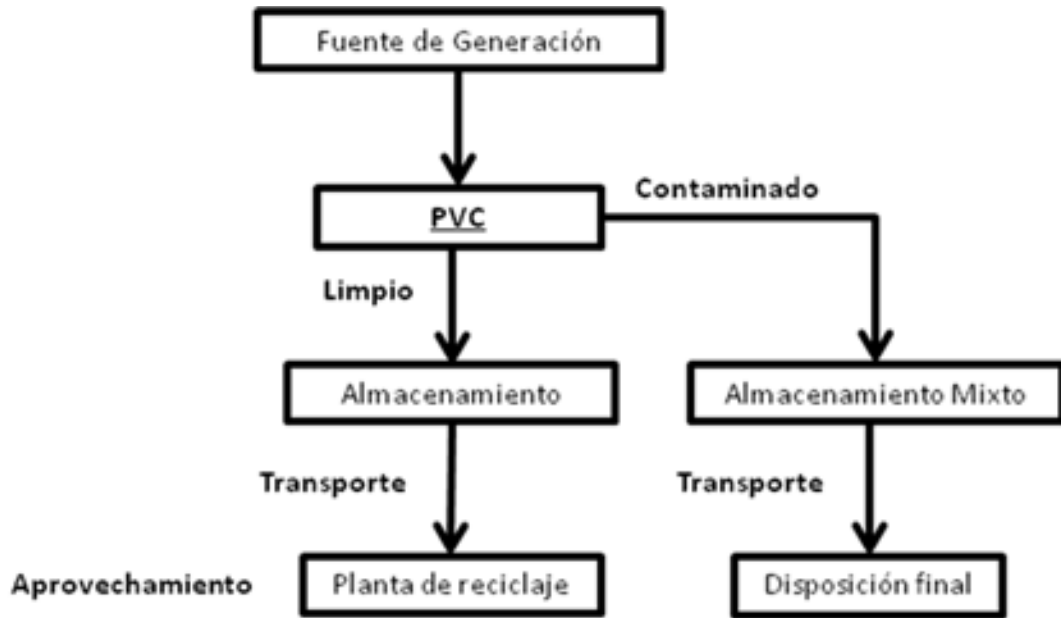 Fuente de Generación
Contaminado
PVC
Limpio
Almacenamiento
Almacenamiento Mixto
Transporte
Transporte
Aprovechamiento
Planta de reciclaje
Disposición final